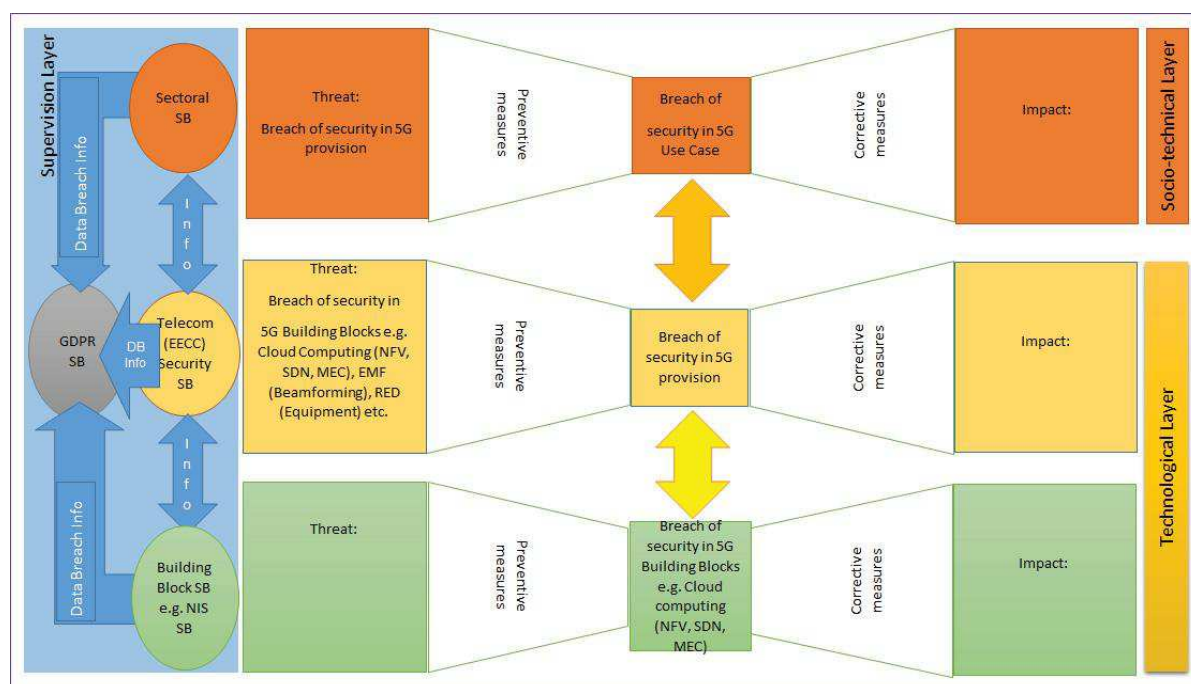 Supervision Layer
Sectoral
SB
Data Breach Info
Info
GDPR
SB
DB
Info
Telecom
(EECC)
Security
SB
Info
Data Breach Info
Building
Block SB
e.g. NIS
SB
Threat:
Breach of security in 5G
provision
Preventive
measures
Breach of
security in 5G
Use Case
Corrective
measures
Impact:
Socio-technical Layer
Threat:
Breach of security in
5G Building Blocks e.g.
Cloud Computing (NFV,
SDN, MEC), EMF
(Beamforming), RED
(Equipment) etc.
Preventive
measures
Breach of
security in 5G
provision
Corrective
measures
Impact:
Technological Layer
Threat:
Preventive
measures
Breach of
security in 5G
Building Blocks
e.g. Cloud
computing
(NFV, SDN,
MEC)
Corrective
measures
Impact: